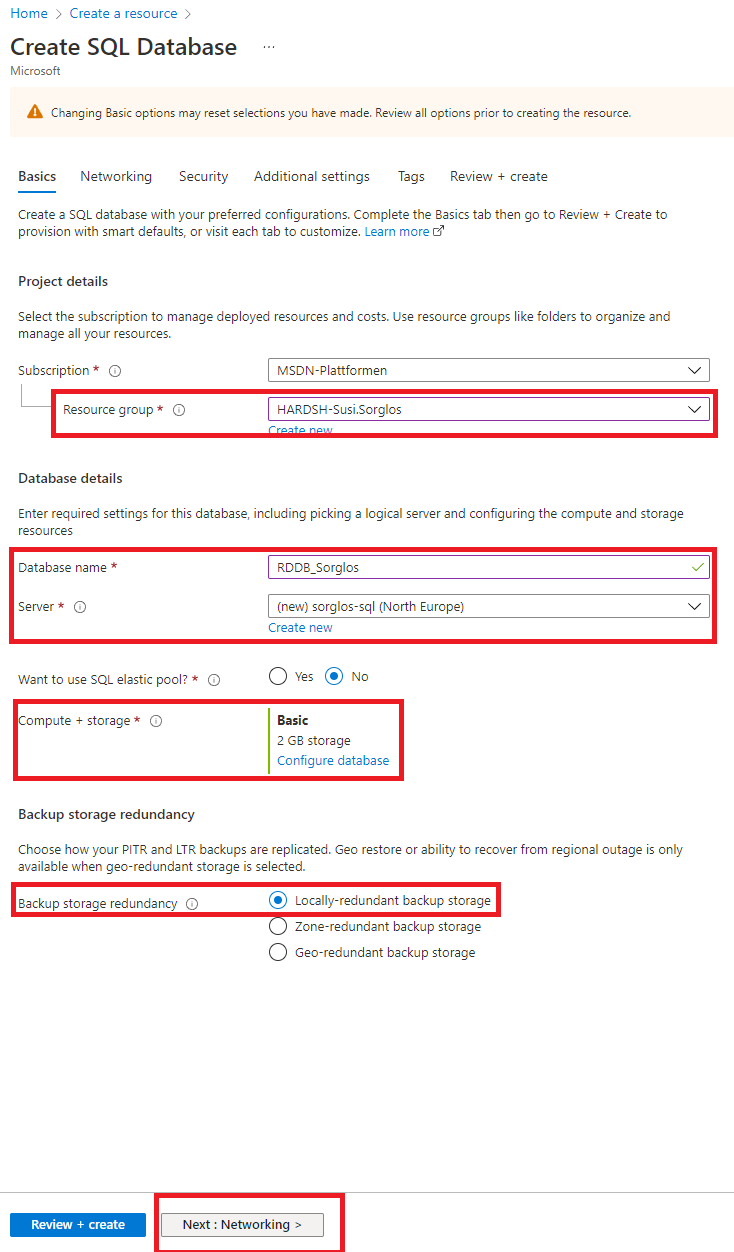 Home > Create a resource >
Create SQL Database ...
Microsoft
Changing Basic options may reset selections you have made. Review all options prior to creating the resource.
Basics Networking Security Additional settings Tags Review + create
Create a SQL database with your preferred configurations. Complete the Basics tab then go to Review + Create to
provision with smart defaults, or visit each tab to customize. Learn more
Project details
Select the subscription to manage deployed resources and costs. Use resource groups like folders to organize and
manage all your resources.
Subscription * MSDN-Plattformen
Resource group * HARDSH-Susi.Sorglos
Create new
Database details
Enter required settings for this database, including picking a logical server and configuring the compute and storage
resources
Database name * RDDB_Sorglos
Server * (new) sorglos-sql (North Europe)
Create new
Want to use SQL elastic pool? * Yes No
Compute + storage * Basic
2 GB storage
Configure database
Backup storage redundancy
Choose how your PITR and LTR backups are replicated. Geo restore or ability to recover from regional outage is only
available when geo-redundant storage is selected.
Backup storage redundancy Locally-redundant backup storage
Zone-redundant backup storage
Geo-redundant backup storage
Review + create Next : Networking >